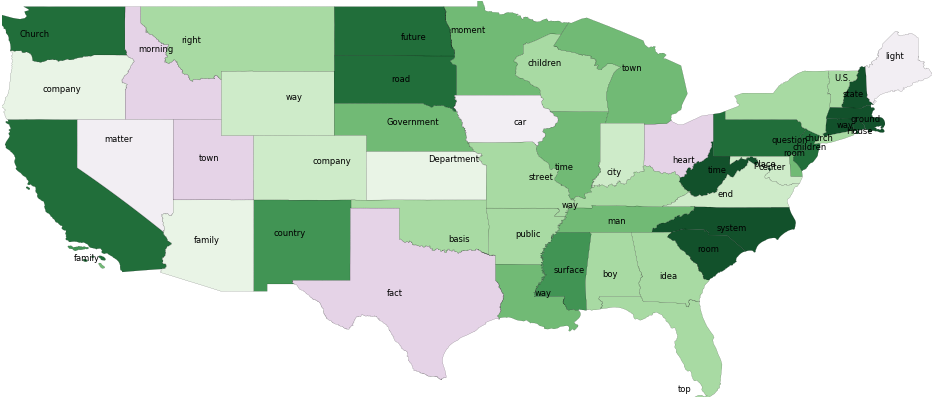 Church
right
morning
future
moment
light
children
town
road
U.S.
company
way
state
Government
car
ground
way
House
matter
question
church
children
room
town
company
Department
time
heart
time
Place
center
city
street
end
way
man
family
country
basis
public
system
room
family
surface
boy
idea
fact
way
top